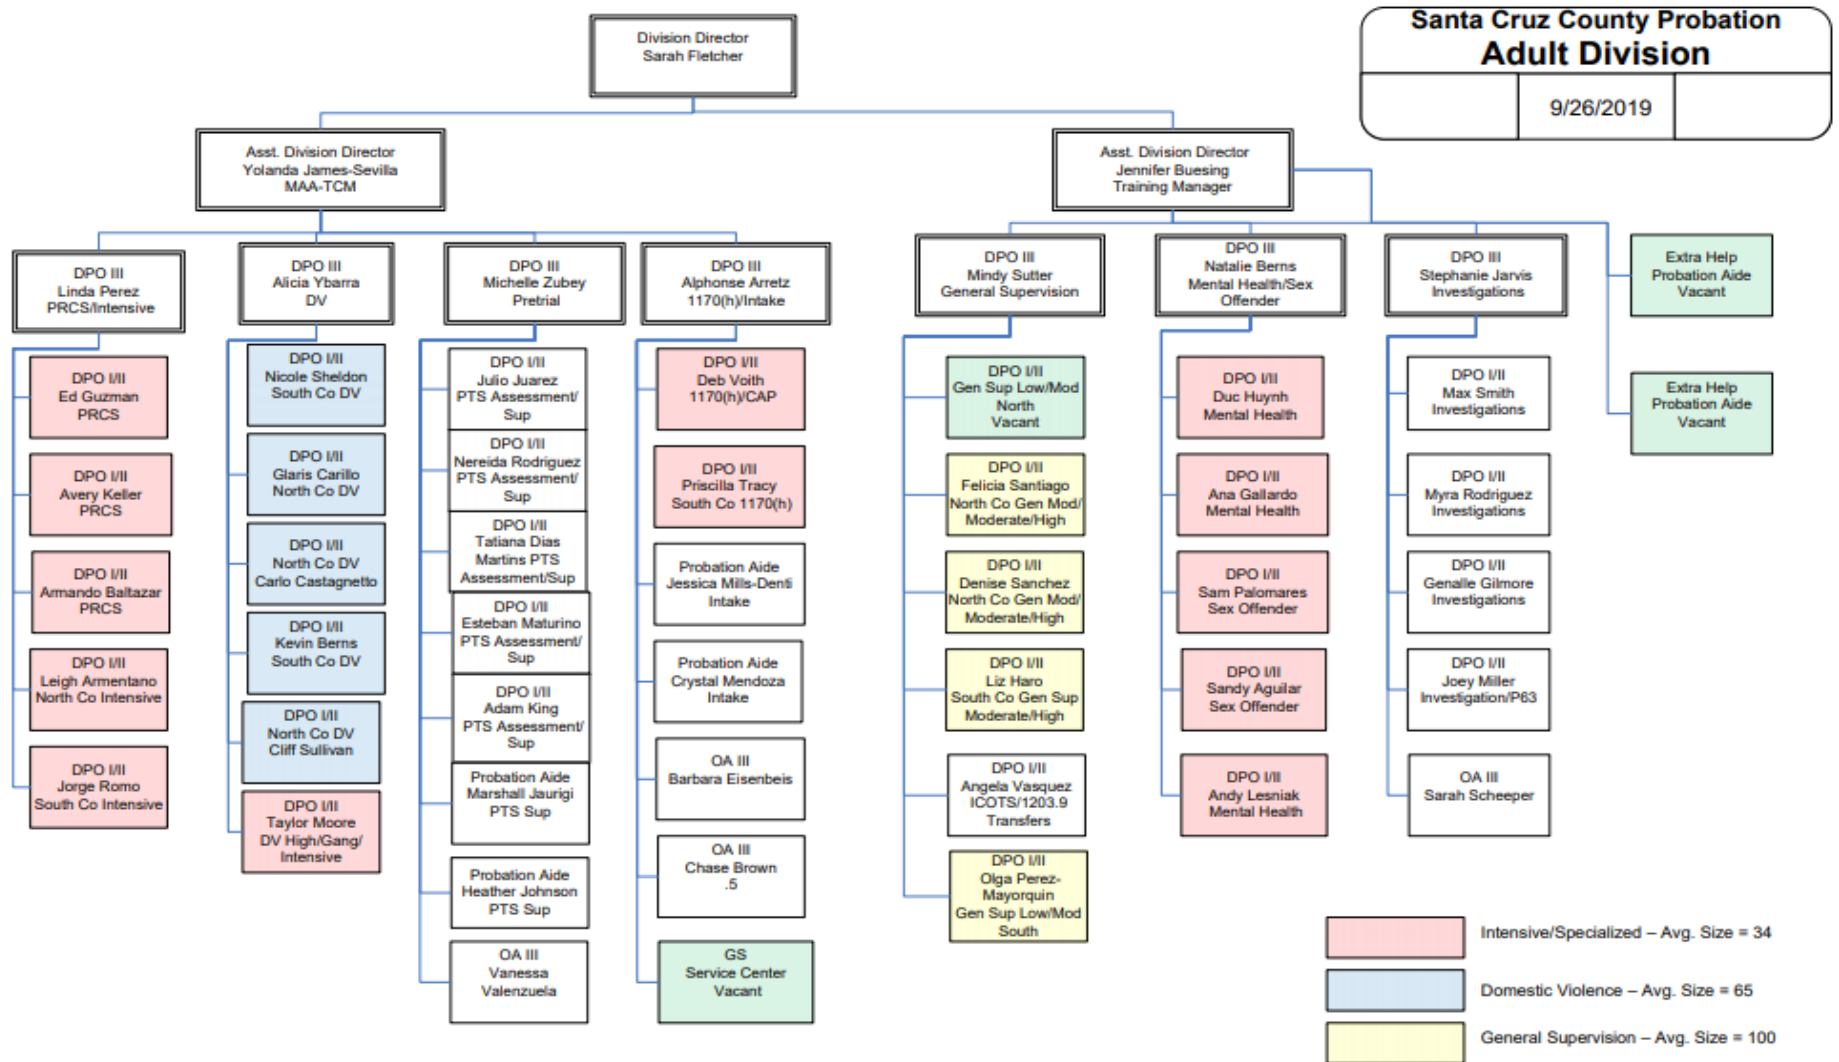 Santa Cruz County Probation
Adult Division
9/26/2019
Division Director
Sarah Fletcher
Asst. Division Director
Yolanda James-Sevilla
MAA-TCM
Asst. Division Director
Jennifer Buesing
Training Manager
DPO III
Linda Perez
PRCS/Intensive
DPO III
Alicia Ybarra
DV
DPO III
Michelle Zubey
Pretrial
DPO III
Alphonse Arretz
1170(h)/Intake
DPO III
Mindy Sutter
General Supervision
DPO III
Natalie Berns
Mental Health/Sex
Offender
DPO III
Stephanie Jarvis
Investigations
Extra Help
Probation Aide
Vacant
Extra Help
Probation Aide
Vacant
DPO I/II
Ed Guzman
PRCS
DPO I/II
Avery Keller
PRCS
DPO I/II
Armando Baltazar
PRCS
DPO I/II
Leigh Armentano
North Co Intensive
DPO I/II
Jorge Romo
South Co Intensive
DPO I/II
Nicole Sheldon
South Co DV
DPO I/II
Glaris Carillo
North Co DV
DPO I/II
North Co DV
Carlo Castagnetto
DPO I/II
Kevin Berns
South Co DV
DPO I/II
North Co DV
Cliff Sullivan
DPO I/II
Taylor Moore
DV High/Gang/
Intensive
DPO I/II
Julio Juarez
PTS Assessment/
Sup
DPO I/II
Nereida Rodriguez
PTS Assessment/
Sup
DPO I/II
Tatiana Dias
Martins PTS
Assessment/Sup
DPO I/II
Esteban Maturino
PTS Assessment/
Sup
DPO I/II
Adam King
PTS Assessment/
Sup
Probation Aide
Marshall Jaurigi
PTS Sup
Probation Aide
Heather Johnson
PTS Sup
OA III
Vanessa
Valenzuela
DPO I/II
Deb Voith
1170(h)/CAP
DPO I/II
Priscilla Tracy
South Co 1170(h)
Probation Aide
Jessica Mills-Denti
Intake
Probation Aide
Crystal Mendoza
Intake
OA III
Barbara Eisenbeis
OA III
Chase Brown
.5
GS
Service Center
Vacant
DPO I/II
Gen Sup Low/Mod
North
Vacant
DPO I/II
Felicia Santiago
North Co Gen Mod/
Moderate/High
DPO I/II
Denise Sanchez
North Co Gen Mod/
Moderate/High
DPO I/II
Liz Haro
South Co Gen Sup
Moderate/High
DPO I/II
Angela Vasquez
ICOTS/1203.9
Transfers
DPO I/II
Olga Perez-
Mayorquin
Gen Sup Low/Mod
South
DPO I/II
Duc Huynh
Mental Health
DPO I/II
Ana Gallardo
Mental Health
DPO I/II
Sam Palomares
Sex Offender
DPO I/II
Sandy Aguilar
Sex Offender
DPO I/II
Andy Lesniak
Mental Health
DPO I/II
Max Smith
Investigations
DPO I/II
Myra Rodriguez
Investigations
DPO I/II
Genalle Gilmore
Investigations
DPO I/II
Joey Miller
Investigation/P63
OA III
Sarah Scheeper
Intensive/Specialized – Avg. Size = 34
Domestic Violence – Avg. Size = 65
General Supervision – Avg. Size = 100